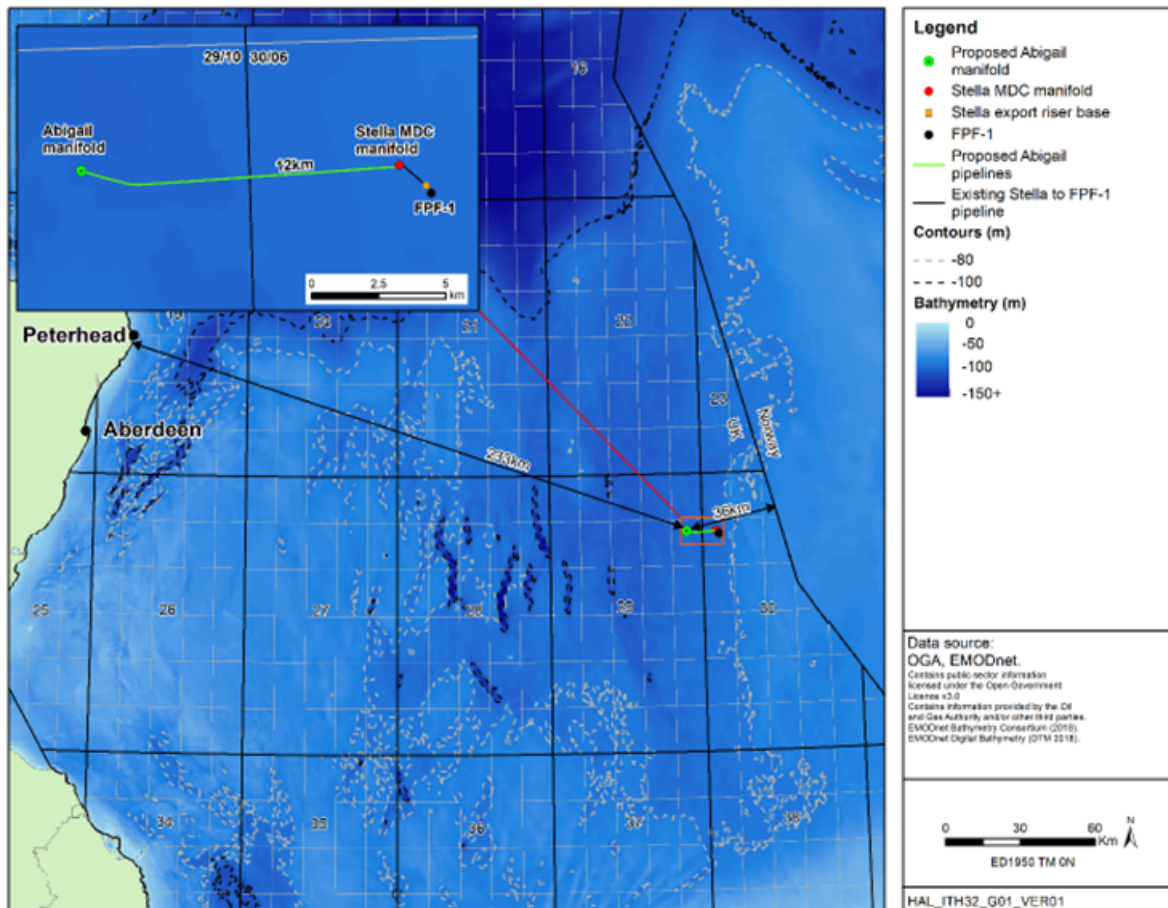 29/10 30/06
Abigail
manifold
12km
Stella MDC
manifold
FPF-1
0 2.5 5
km
16
19
20
21
22
23
Peterhead
Aberdeen
UK
Norway
233km
36km
25
26
27
28
29
30
34
35
36
37
38
Legend
Proposed Abigail
manifold
Stella MDC manifold
Stella export riser base
FPF-1
Proposed Abigail
pipelines
Existing Stella to FPF-1
pipeline
Contours (m)
-80
-100
Bathymetry (m)
0
-50
-100
-150+
Data source:
OGA, EMODnet.
Contains public sector information
licensed under the Open Government
Licence v3.0
Contains information provided by the Oil
and Gas Authority and/or other third parties.
EMODnet Bathymetry Consortium (2018).
EMODnet Digital Bathymetry (DTM 2018).
0 30 60
Km
N
ED1950 TM 0N
HAL_ITH32_G01_VER01